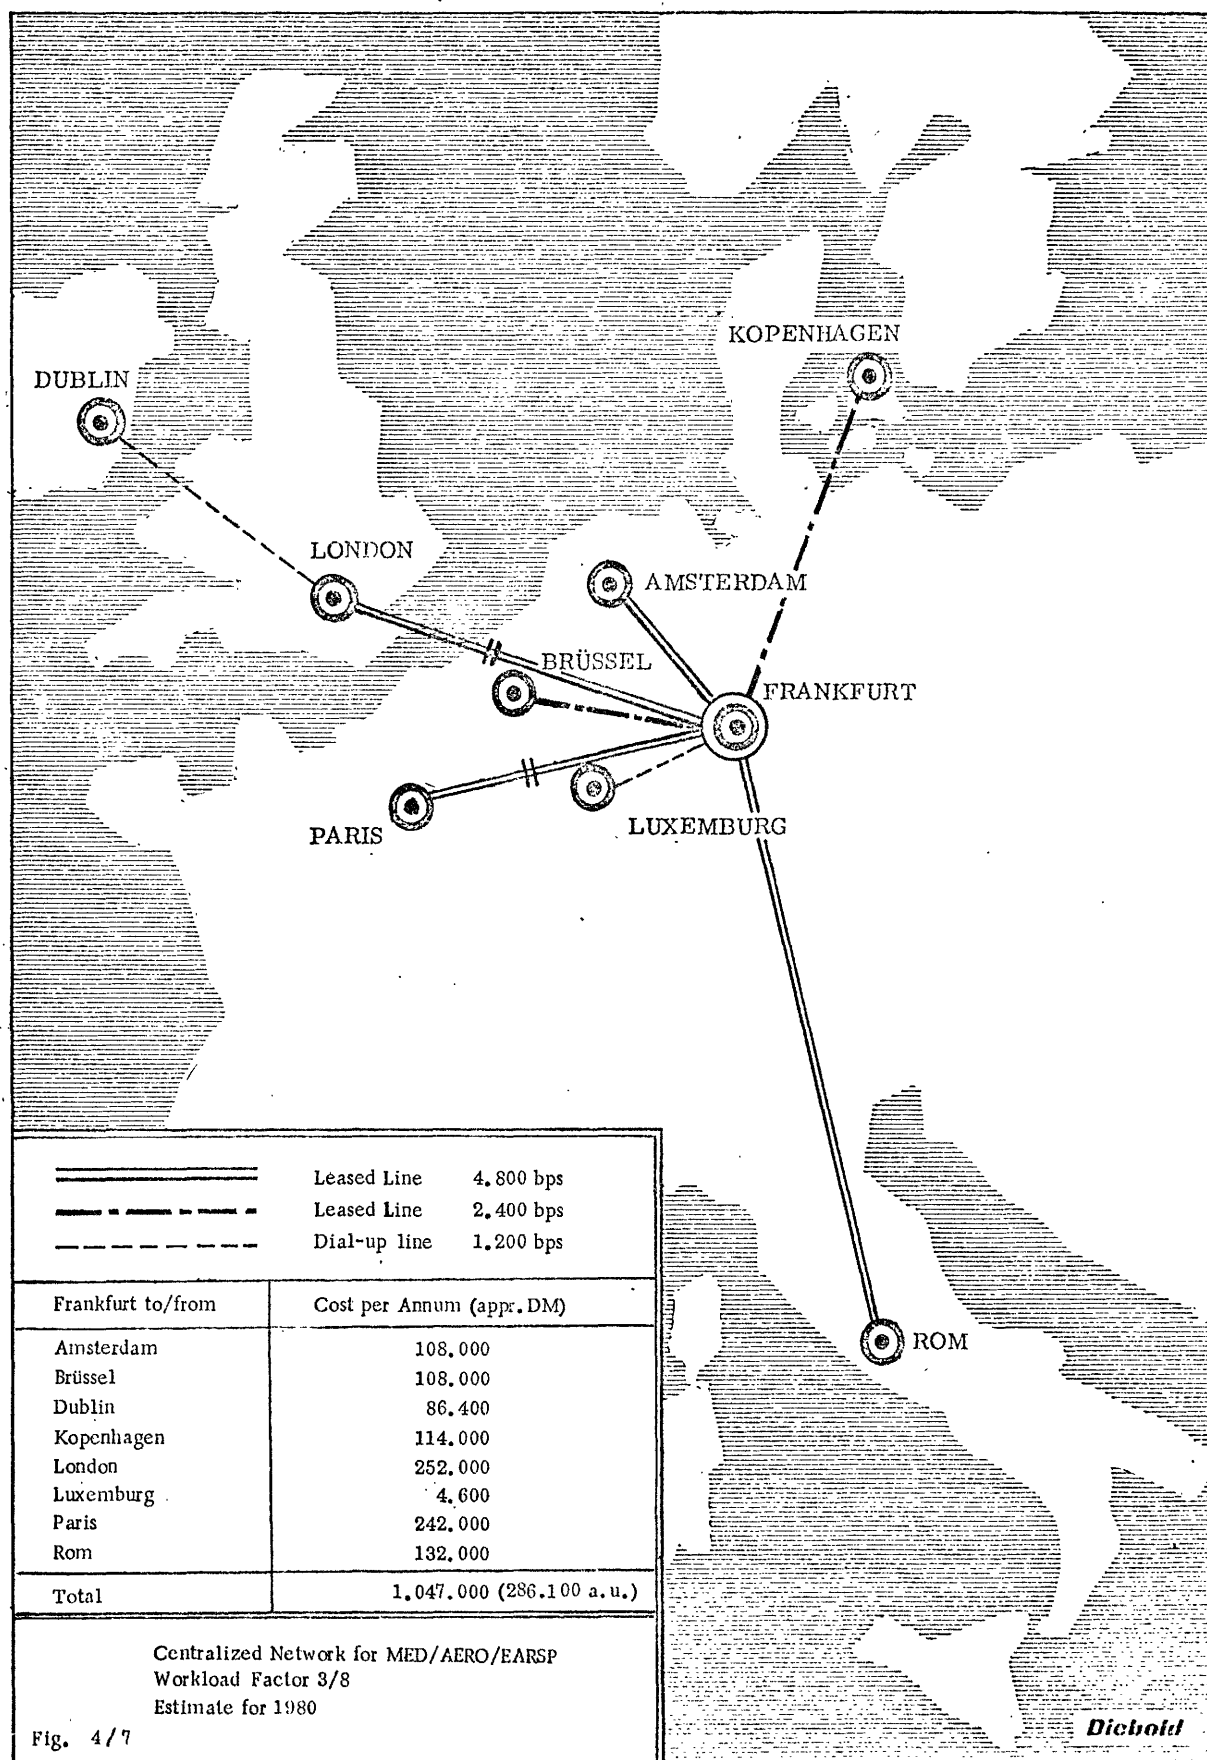 KOPENHAGEN
DUBLIN
LONDON
AMSTERDAM
BRÜSSEL
FRANKFURT
PARIS
LUXEMBURG
ROM
Leased Line 4.800 bps
Leased Line 2.400 bps
Dial-up line 1.200 bps
Frankfurt to/from Cost per Annum (appr. DM)
Amsterdam 108.000
Brüssel 108.000
Dublin 86.400
Kopenhagen 114.000
London 252.000
Luxemburg 4.600
Paris 242.000
Rom 132.000
Total 1.047.000 (286.100 a.u.)
Centralized Network for MED/AERO/EARSP
Workload Factor 3/8
Estimate for 1980
Fig. 4/7
Diebold